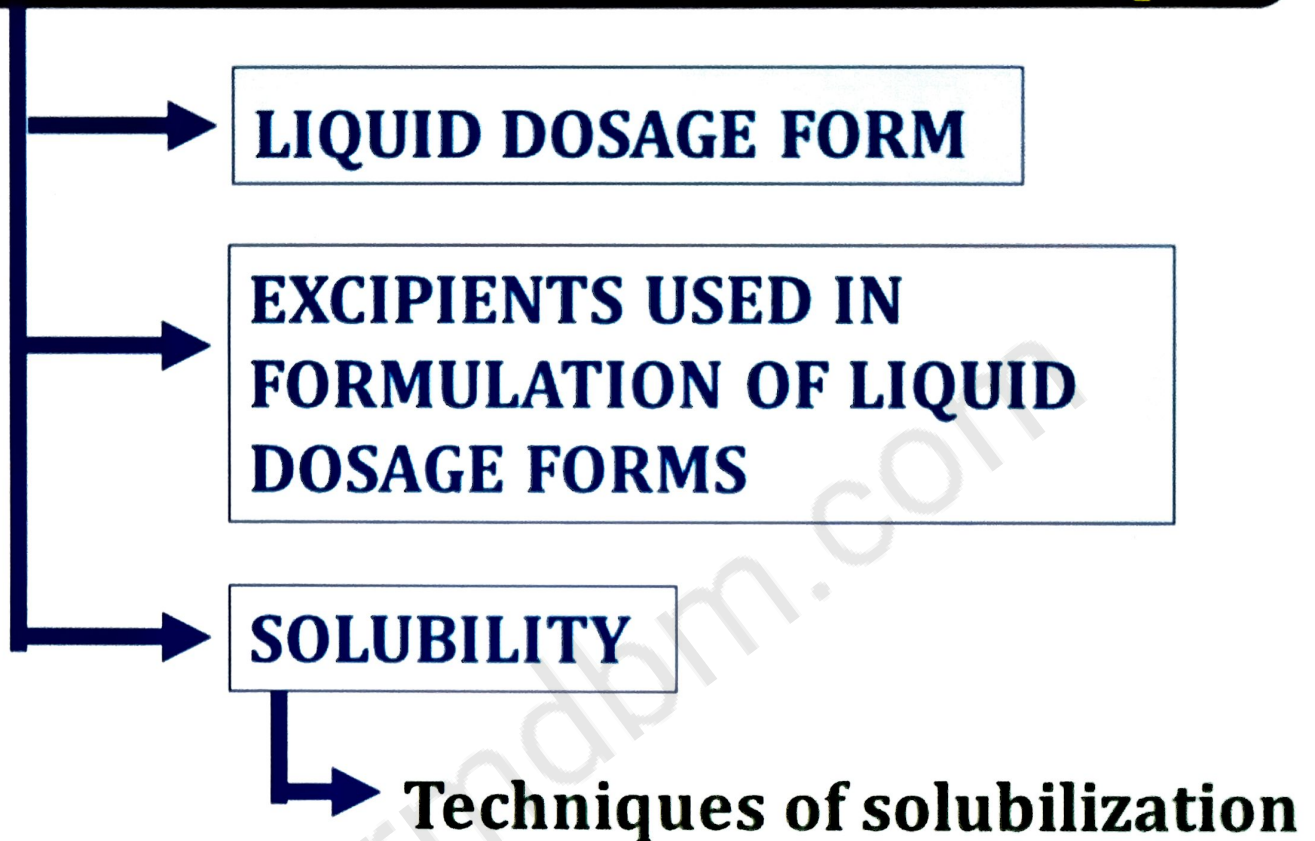 LIQUID DOSAGE FORM
EXCIPIENTS USED IN
FORMULATION OF LIQUID
DOSAGE FORMS
SOLUBILITY
Techniques of solubilization